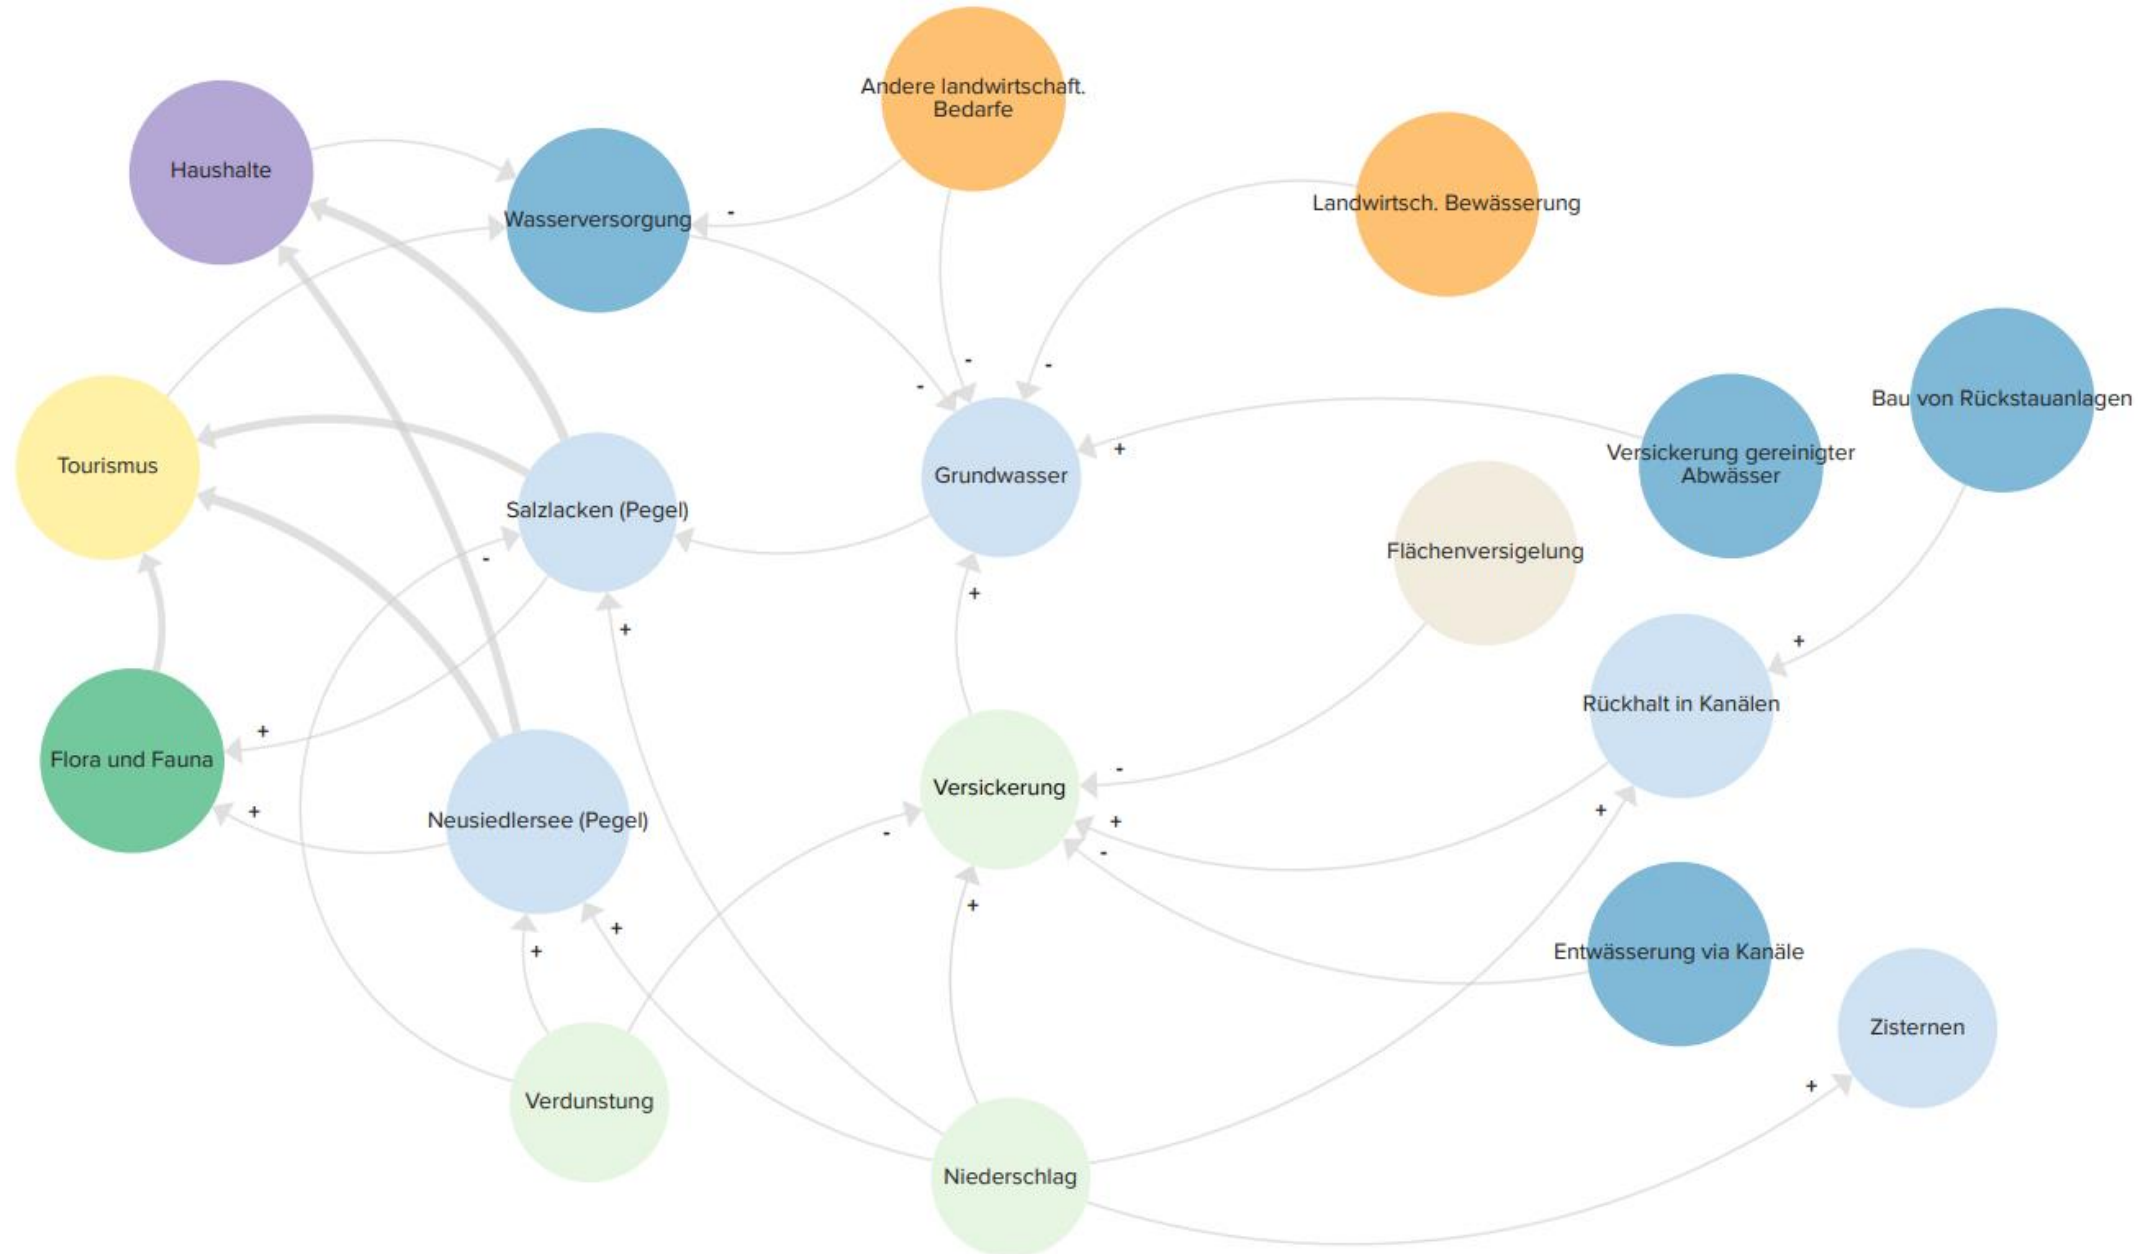 Andere landwirtschaft.
Bedarfe
Haushalte
Wasserversorgung
-
Landwirtsch. Bewässerung
-
-
-
Bau von Rückstauanlagen
+
Versickerung gereinigter
Abwässer
Tourismus
Grundwasser
Salzlacken (Pegel)
-
Flächenversigelung
+
+
+
Rückhalt in Kanälen
+
Flora und Fauna
-
Versickerung
+
Neusiedlersee (Pegel)
-
+
+
-
+
+
+
Entwässerung via Kanäle
Zisternen
+
Verdunstung
Niederschlag